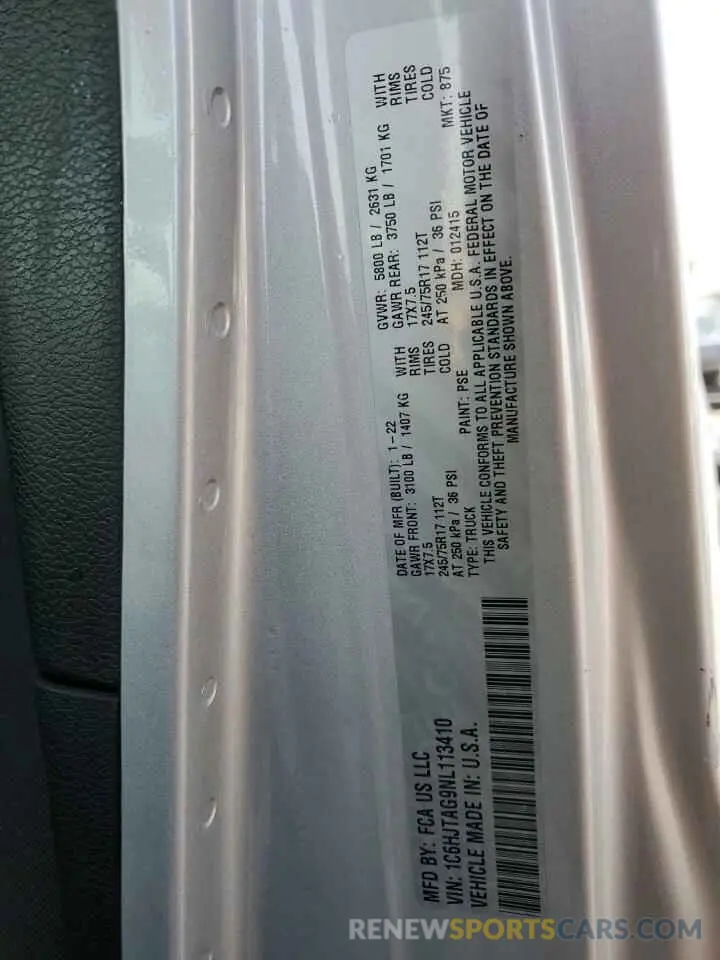 MFD BY: FCA US LLC
VIN: 1C6HJTAG9NL113410
VEHICLE MADE IN: U.S.A.
DATE OF MFR (BUILT): 1-22 GVWR: 5800 LB / 2631 KG
GAWR FRONT: 3100 LB / 1407 KG WITH GAWR REAR: 3750 LB / 1701 KG WITH
17X7.5 RIMS 17X7.5 RIMS
245/75R17 112T TIRES 245/75R17 112T TIRES
AT 250 kPa / 36 PSI COLD AT 250 kPa / 36 PSI COLD
TYPE: TRUCK PAINT: PSE MDH: 012415 MKT: 875
THIS VEHICLE CONFORMS TO ALL APPLICABLE U.S.A. FEDERAL MOTOR VEHICLE
SAFETY AND THEFT PREVENTION STANDARDS IN EFFECT ON THE DATE OF
MANUFACTURE SHOWN ABOVE.
RENEWSPORTSCARS.COM